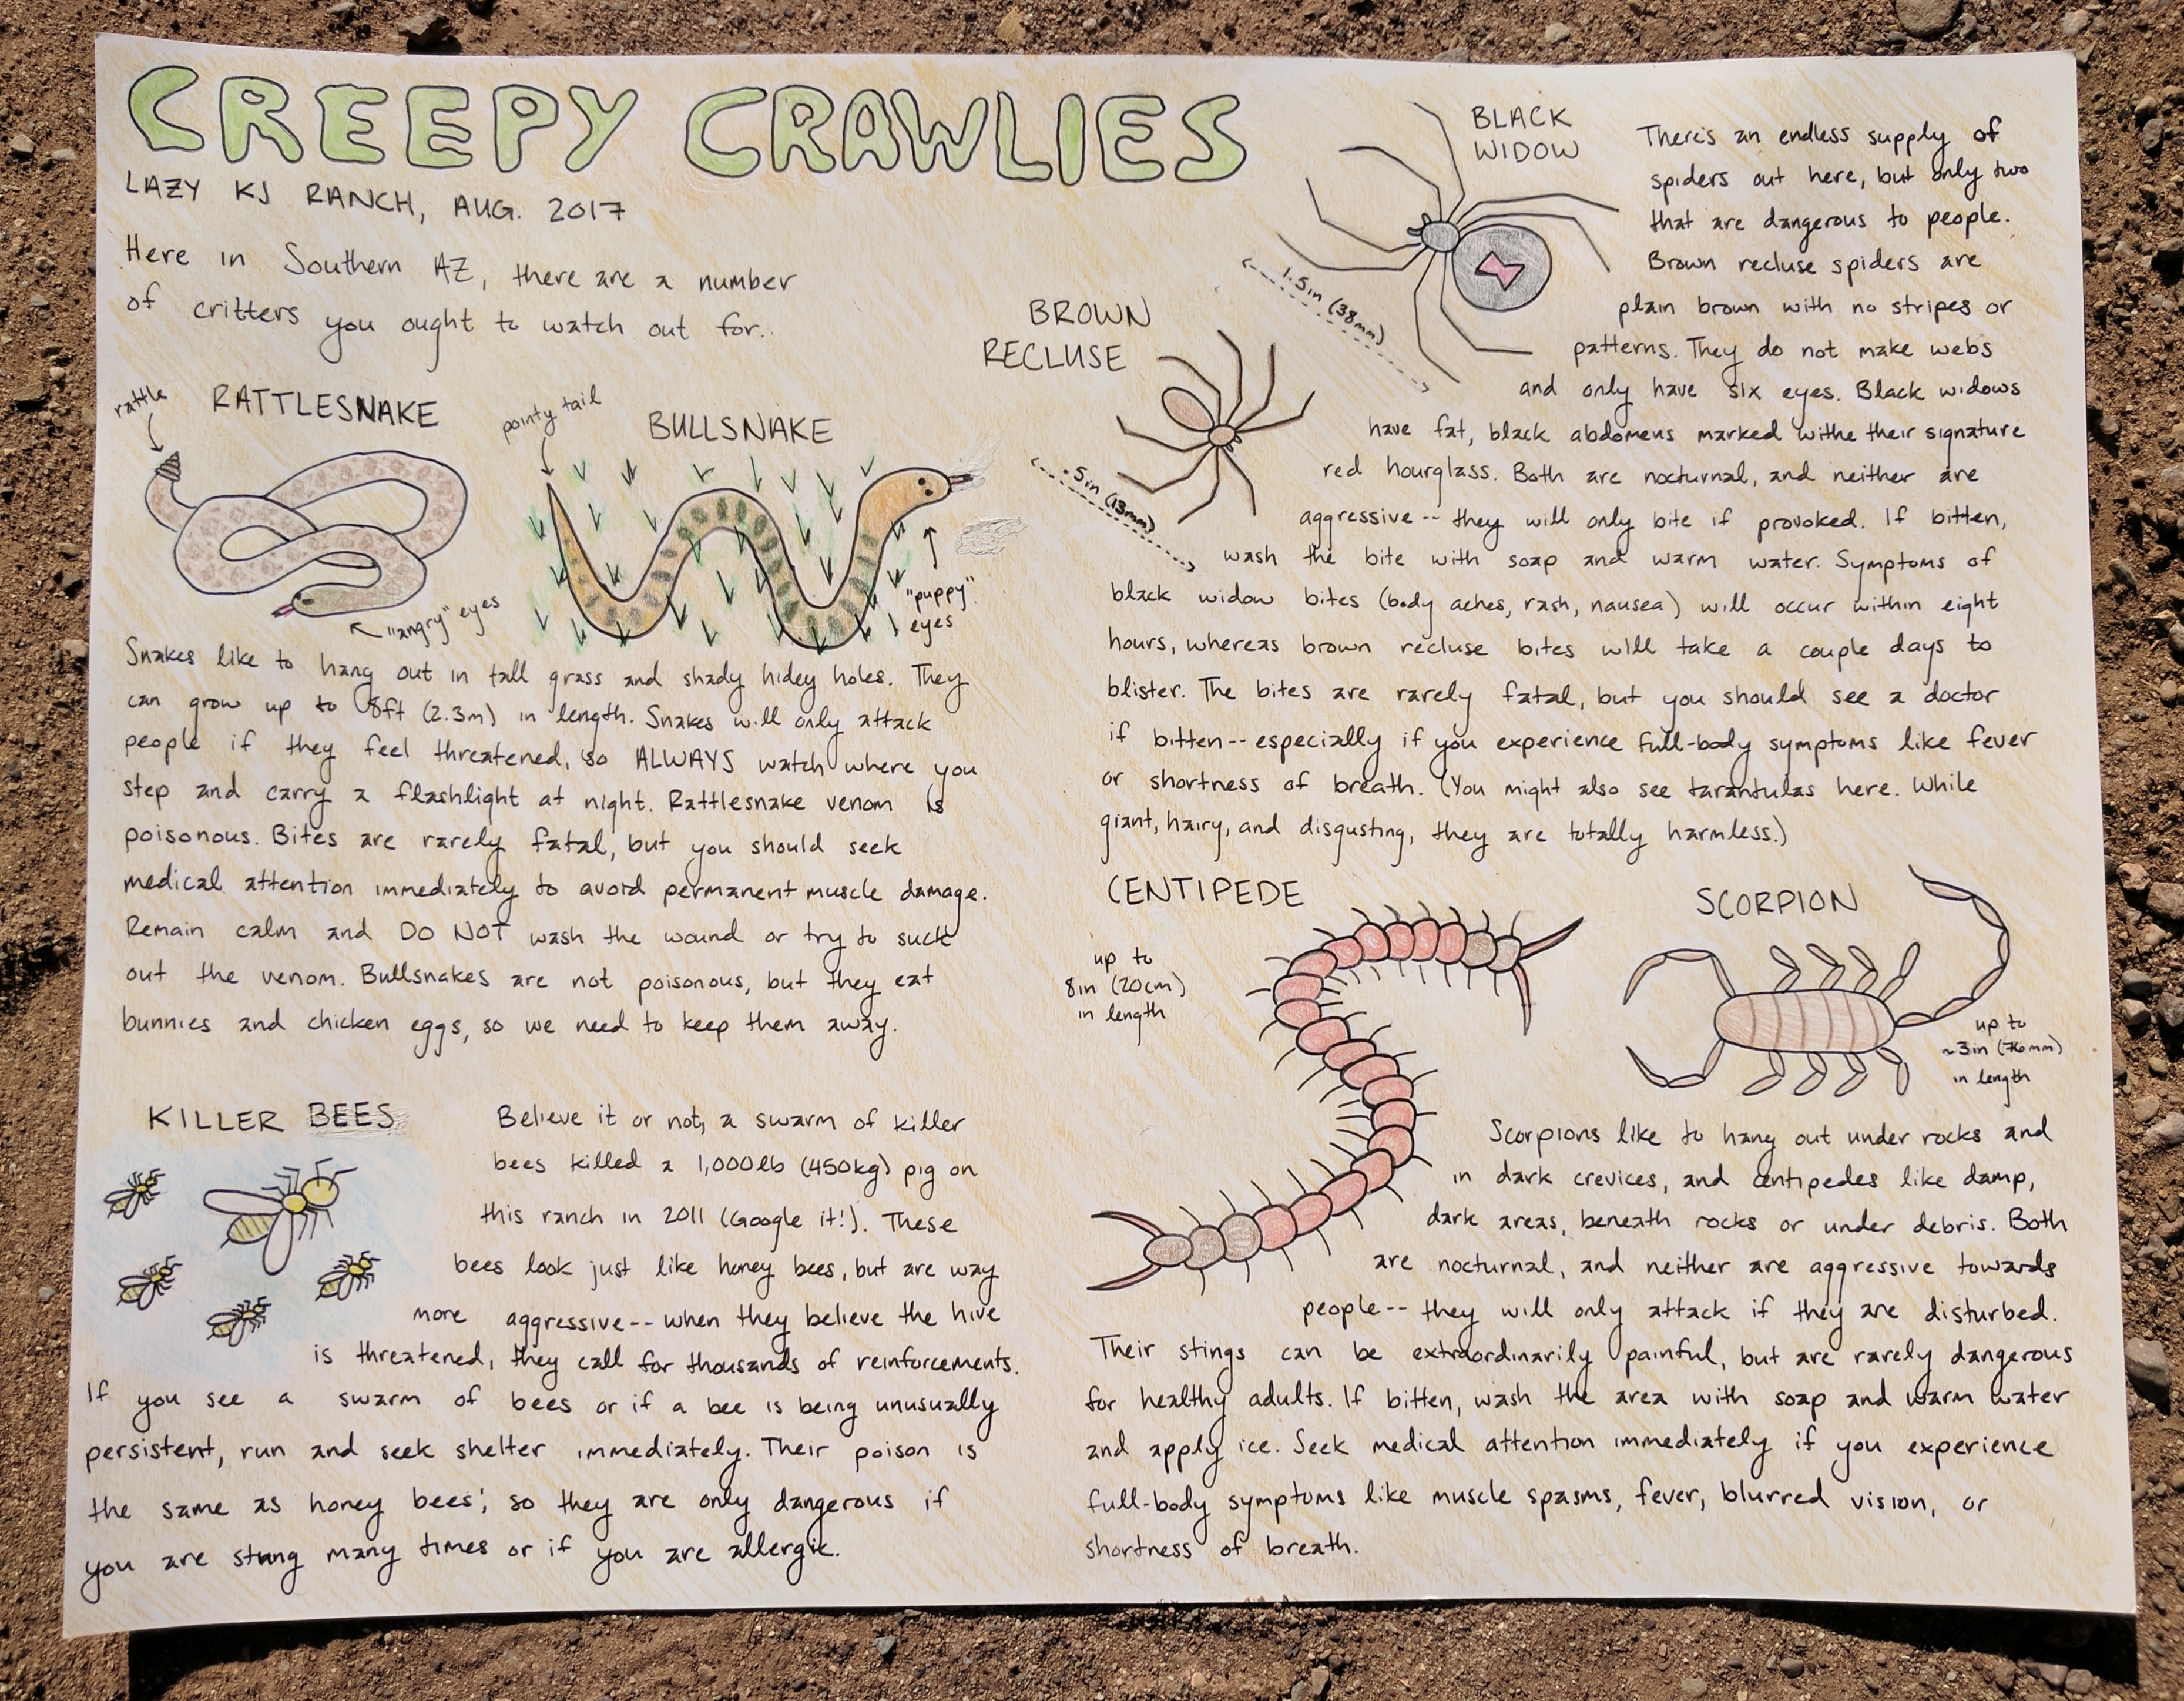 CREEPY CRAWLIES
LAZY KJ RANCH, AUG. 2017
Here in Southern AZ, there are a number
of critters you ought to watch out for..
rattle
RATTLESNAKE
"angry" eyes
pointy tail
BULLSNAKE
"puppy"
eyes
Snakes like to hang out in tall grass and shady hidey holes. They
can grow up to 8ft (2.3m) in length. Snakes will only attack
people if they feel threatened, so ALWAYS watch where you
step and carry a flashlight at night. Rattlesnake venom is
poisonous. Bites are rarely fatal, but you should seek
medical attention immediately to avoid permanent muscle damage.
Remain calm and DO NOT wash the wound or try to suck
out the venom. Bullsnakes are not poisonous, but they eat
bunnies and chicken eggs, so we need to keep them away.
KILLER BEES
Believe it or not, a swarm of killer
bees killed a 1,000lb (450kg) pig on
this ranch in 2011 (Google it!). These
bees look just like honey bees, but are way
more aggressive-- when they believe the hive
is threatened, they call for thousands of reinforcements.
If you see a swarm of bees or if a bee is being unusually
persistent, run and seek shelter immediately. Their poison is
the same as honey bees', so they are only dangerous if
you are stung many times or if you are allergic.
BLACK
WIDOW
1.5in (38mm)
BROWN
RECLUSE
.5in (13mm)
There's an endless supply of
spiders out here, but only two
that are dangerous to people.
Brown recluse spiders are
plain brown with no stripes or
patterns. They do not make webs
and only have six eyes. Black widows
have fat, black abdomens marked withe their signature
red hourglass. Both are nocturnal, and neither are
aggressive-- they will only bite if provoked. If bitten,
wash the bite with soap and warm water. Symptoms of
black widow bites (body aches, rash, nausea) will occur within eight
hours, whereas brown recluse bites will take a couple days to
blister. The bites are rarely fatal, but you should see a doctor
if bitten-- especially if you experience full-body symptoms like fever
or shortness of breath. (You might also see tarantulas here. While
giant, hairy, and disgusting, they are totally harmless.)
CENTIPEDE
up to
8in (20cm)
in length
SCORPION
up to
~3in (76mm)
in length
Scorpions like to hang out under rocks and
in dark crevices, and centipedes like damp,
dark areas, beneath rocks or under debris. Both
are nocturnal, and neither are aggressive towards
people-- they will only attack if they are disturbed.
Their stings can be extraordinarily painful, but are rarely dangerous
for healthy adults. If bitten, wash the area with soap and warm water
and apply ice. Seek medical attention immediately if you experience
full-body symptoms like muscle spasms, fever, blurred vision, or
shortness of breath.